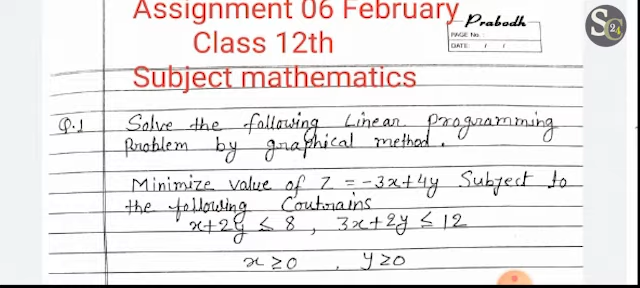 Assignment 06 February
Class 12th
Subject mathematics
Prabodh
PAGE No.:
DATE: / /
SC 24
Q.1 Solve the following Linear Programming
Problem by graphical method.
Minimize value of Z = -3x+4y Subject to
the following Coutrains
x+2y ≤ 8 , 3x+2y ≤ 12
x ≥ 0 , y ≥ 0